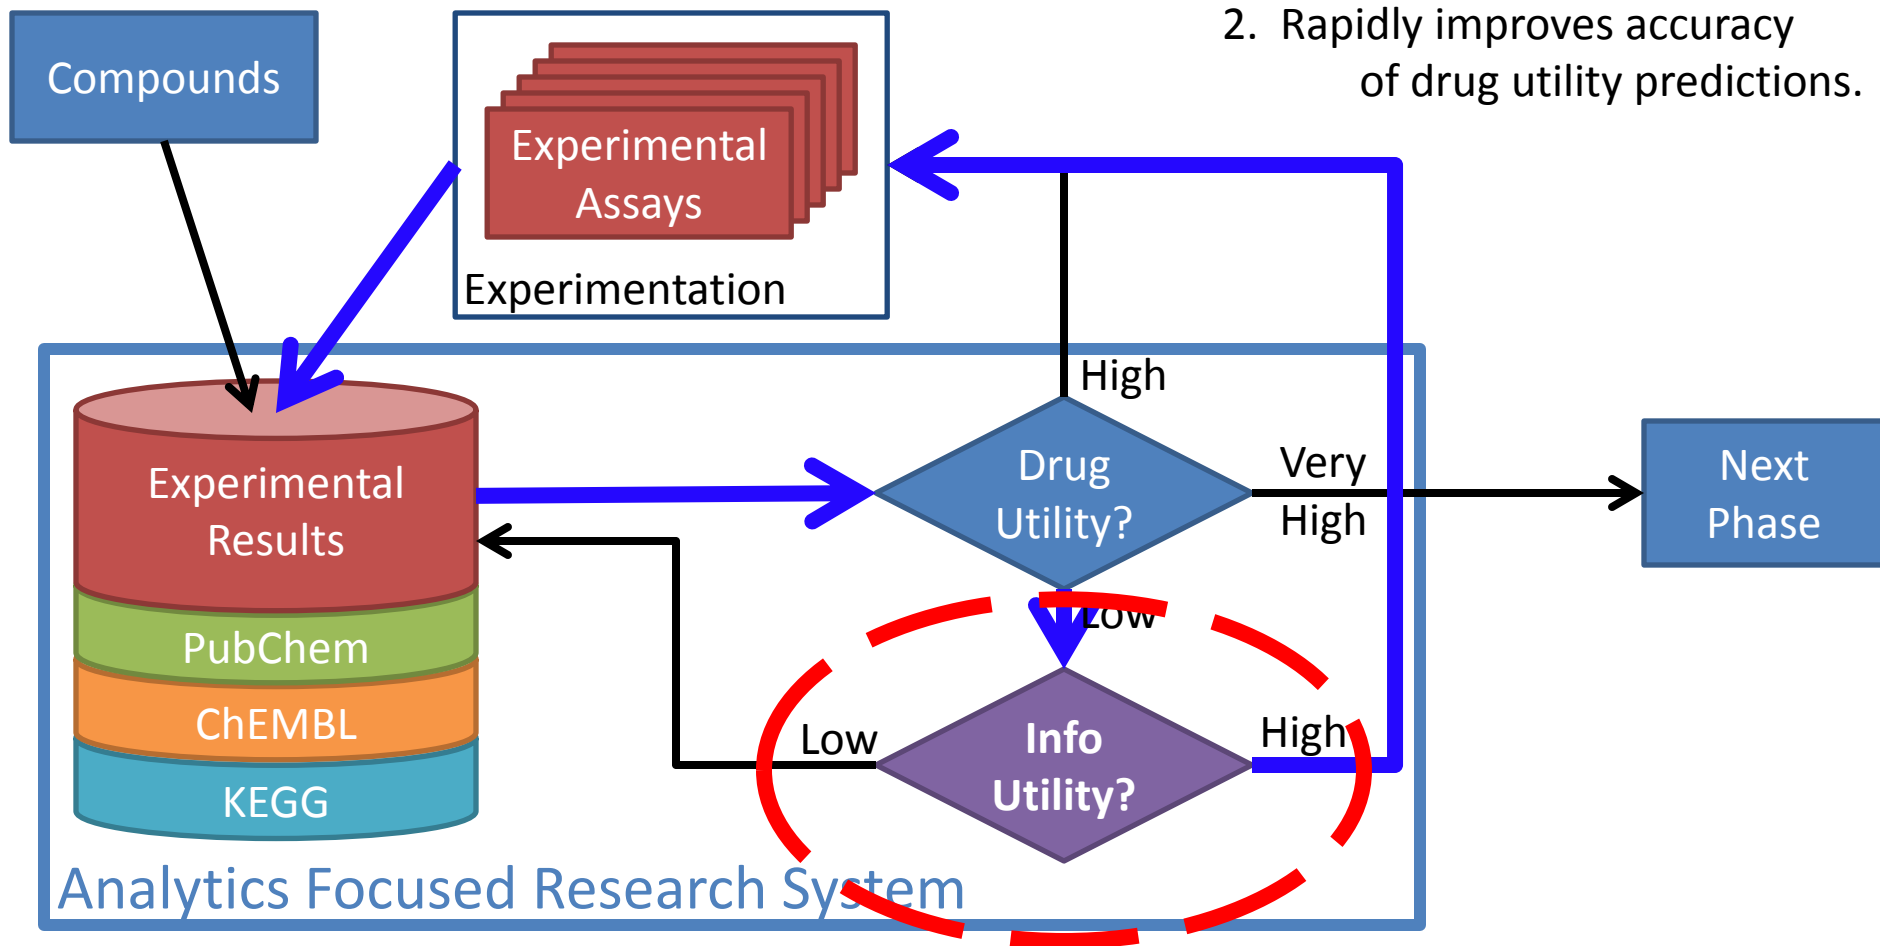 2. Rapidly improves accuracy
of drug utility predictions.
Compounds
Experimental
Assays
Experimentation
High
Experimental
Results
Drug
Utility?
Very
High
Next
Phase
Low
PubChem
ChEMBL
KEGG
Low
Info
Utility?
High
Analytics Focused Research System